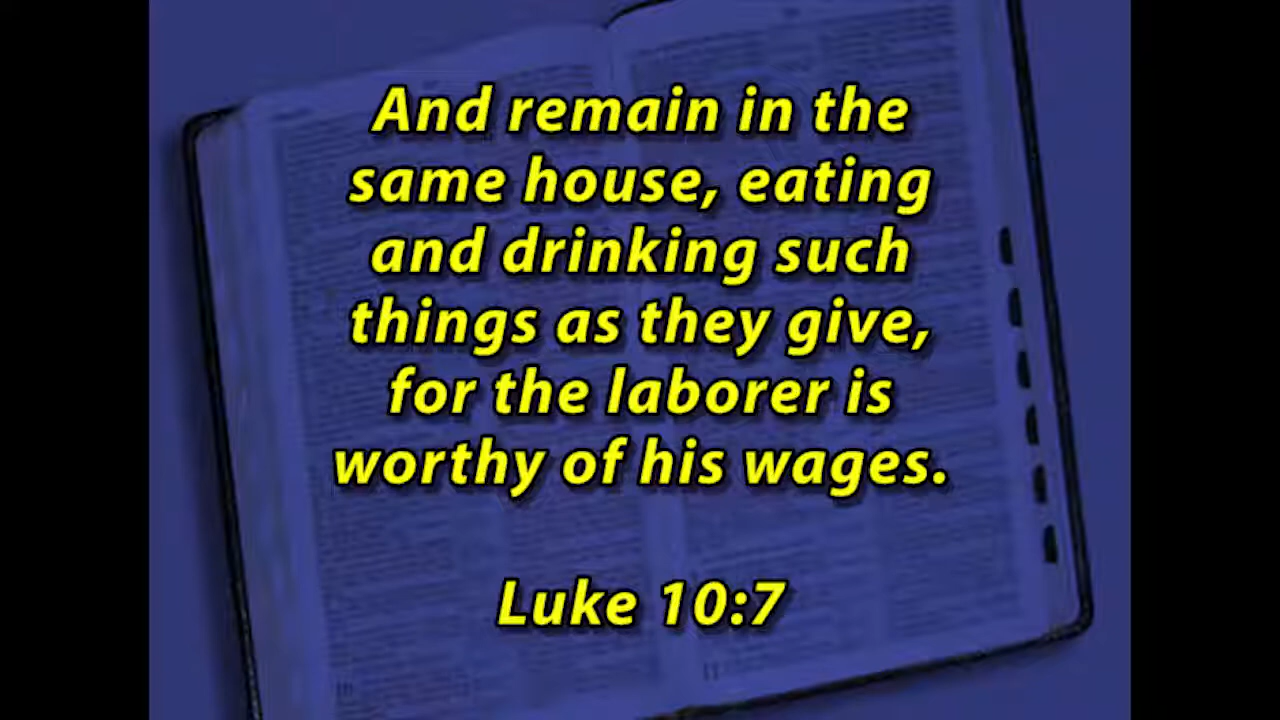 And remain in the
same house, eating
and drinking such
things as they give,
for the laborer is
worthy of his wages.
Luke 10:7